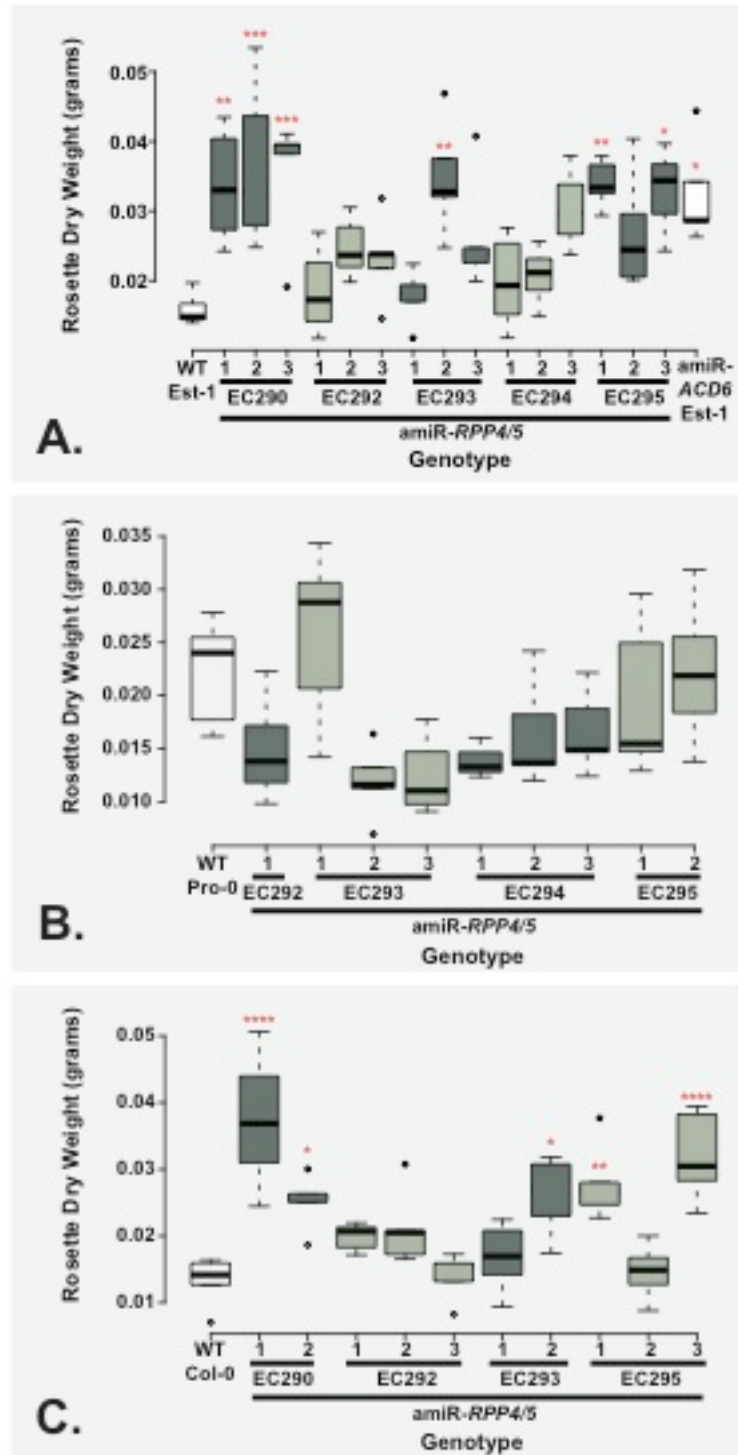 Rosette Dry Weight (grams)
0.05
0.04
0.03
0.02
** *** *** ** ** * *
WT 1 2 3 1 2 3 1 2 3 1 2 3 1 2 3 amiR-
Est-1 EC290 EC292 EC293 EC294 EC295 ACD6
Est-1
amiR-RPP4/5
Genotype
A.
Rosette Dry Weight (grams)
0.035
0.030
0.025
0.020
0.015
0.010
WT 1 1 2 3 1 2 3 1 2
Pro-0 EC292 EC293 EC294 EC295
amiR-RPP4/5
Genotype
B.
Rosette Dry Weight (grams)
0.05
0.04
0.03
0.02
0.01
**** * * ** ****
WT 1 2 1 2 3 1 2 1 2 3
Col-0 EC290 EC292 EC293 EC295
amiR-RPP4/5
Genotype
C.